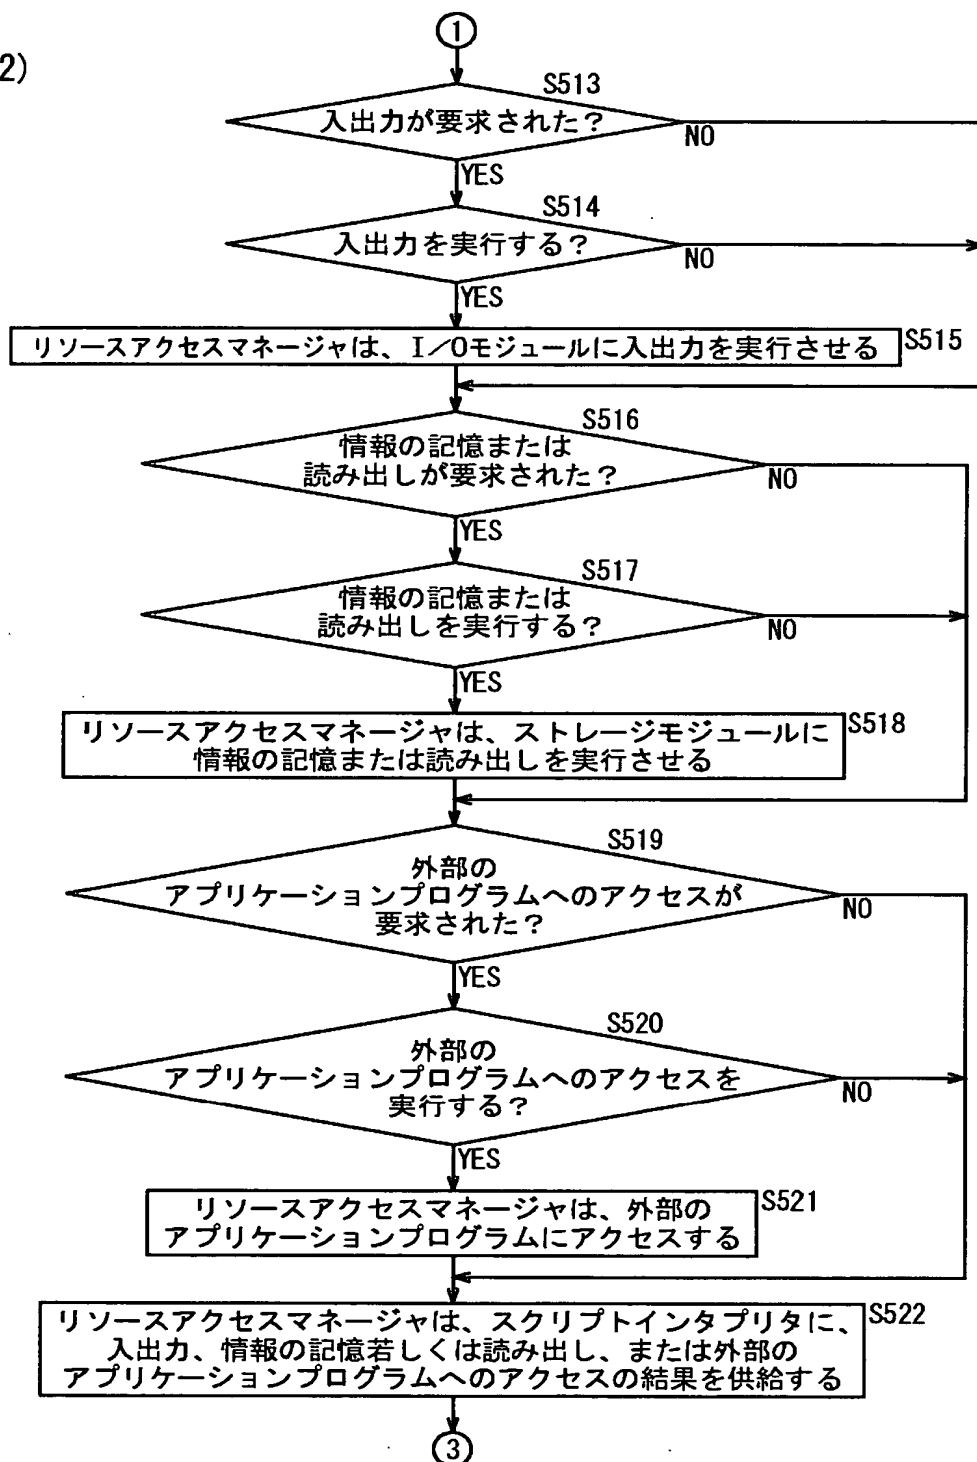 ①
2)
S513
入出力が要求された？
NO
YES
S514
入出力を実行する？
NO
YES
リソースアクセスマネージャは、I／Oモジュールに入出力を実行させる
S515
S516
情報の記憶または
読み出しが要求された？
NO
YES
S517
情報の記憶または
読み出しを実行する？
NO
YES
S518
リソースアクセスマネージャは、ストレージモジュールに
情報の記憶または読み出しを実行させる
S519
外部の
アプリケーションプログラムへのアクセスが
要求された？
NO
YES
S520
外部の
アプリケーションプログラムへのアクセスを
実行する？
NO
YES
S521
リソースアクセスマネージャは、外部の
アプリケーションプログラムにアクセスする
S522
リソースアクセスマネージャは、スクリプトインタプリタに、
入出力、情報の記憶若しくは読み出し、または外部の
アプリケーションプログラムへのアクセスの結果を供給する
③